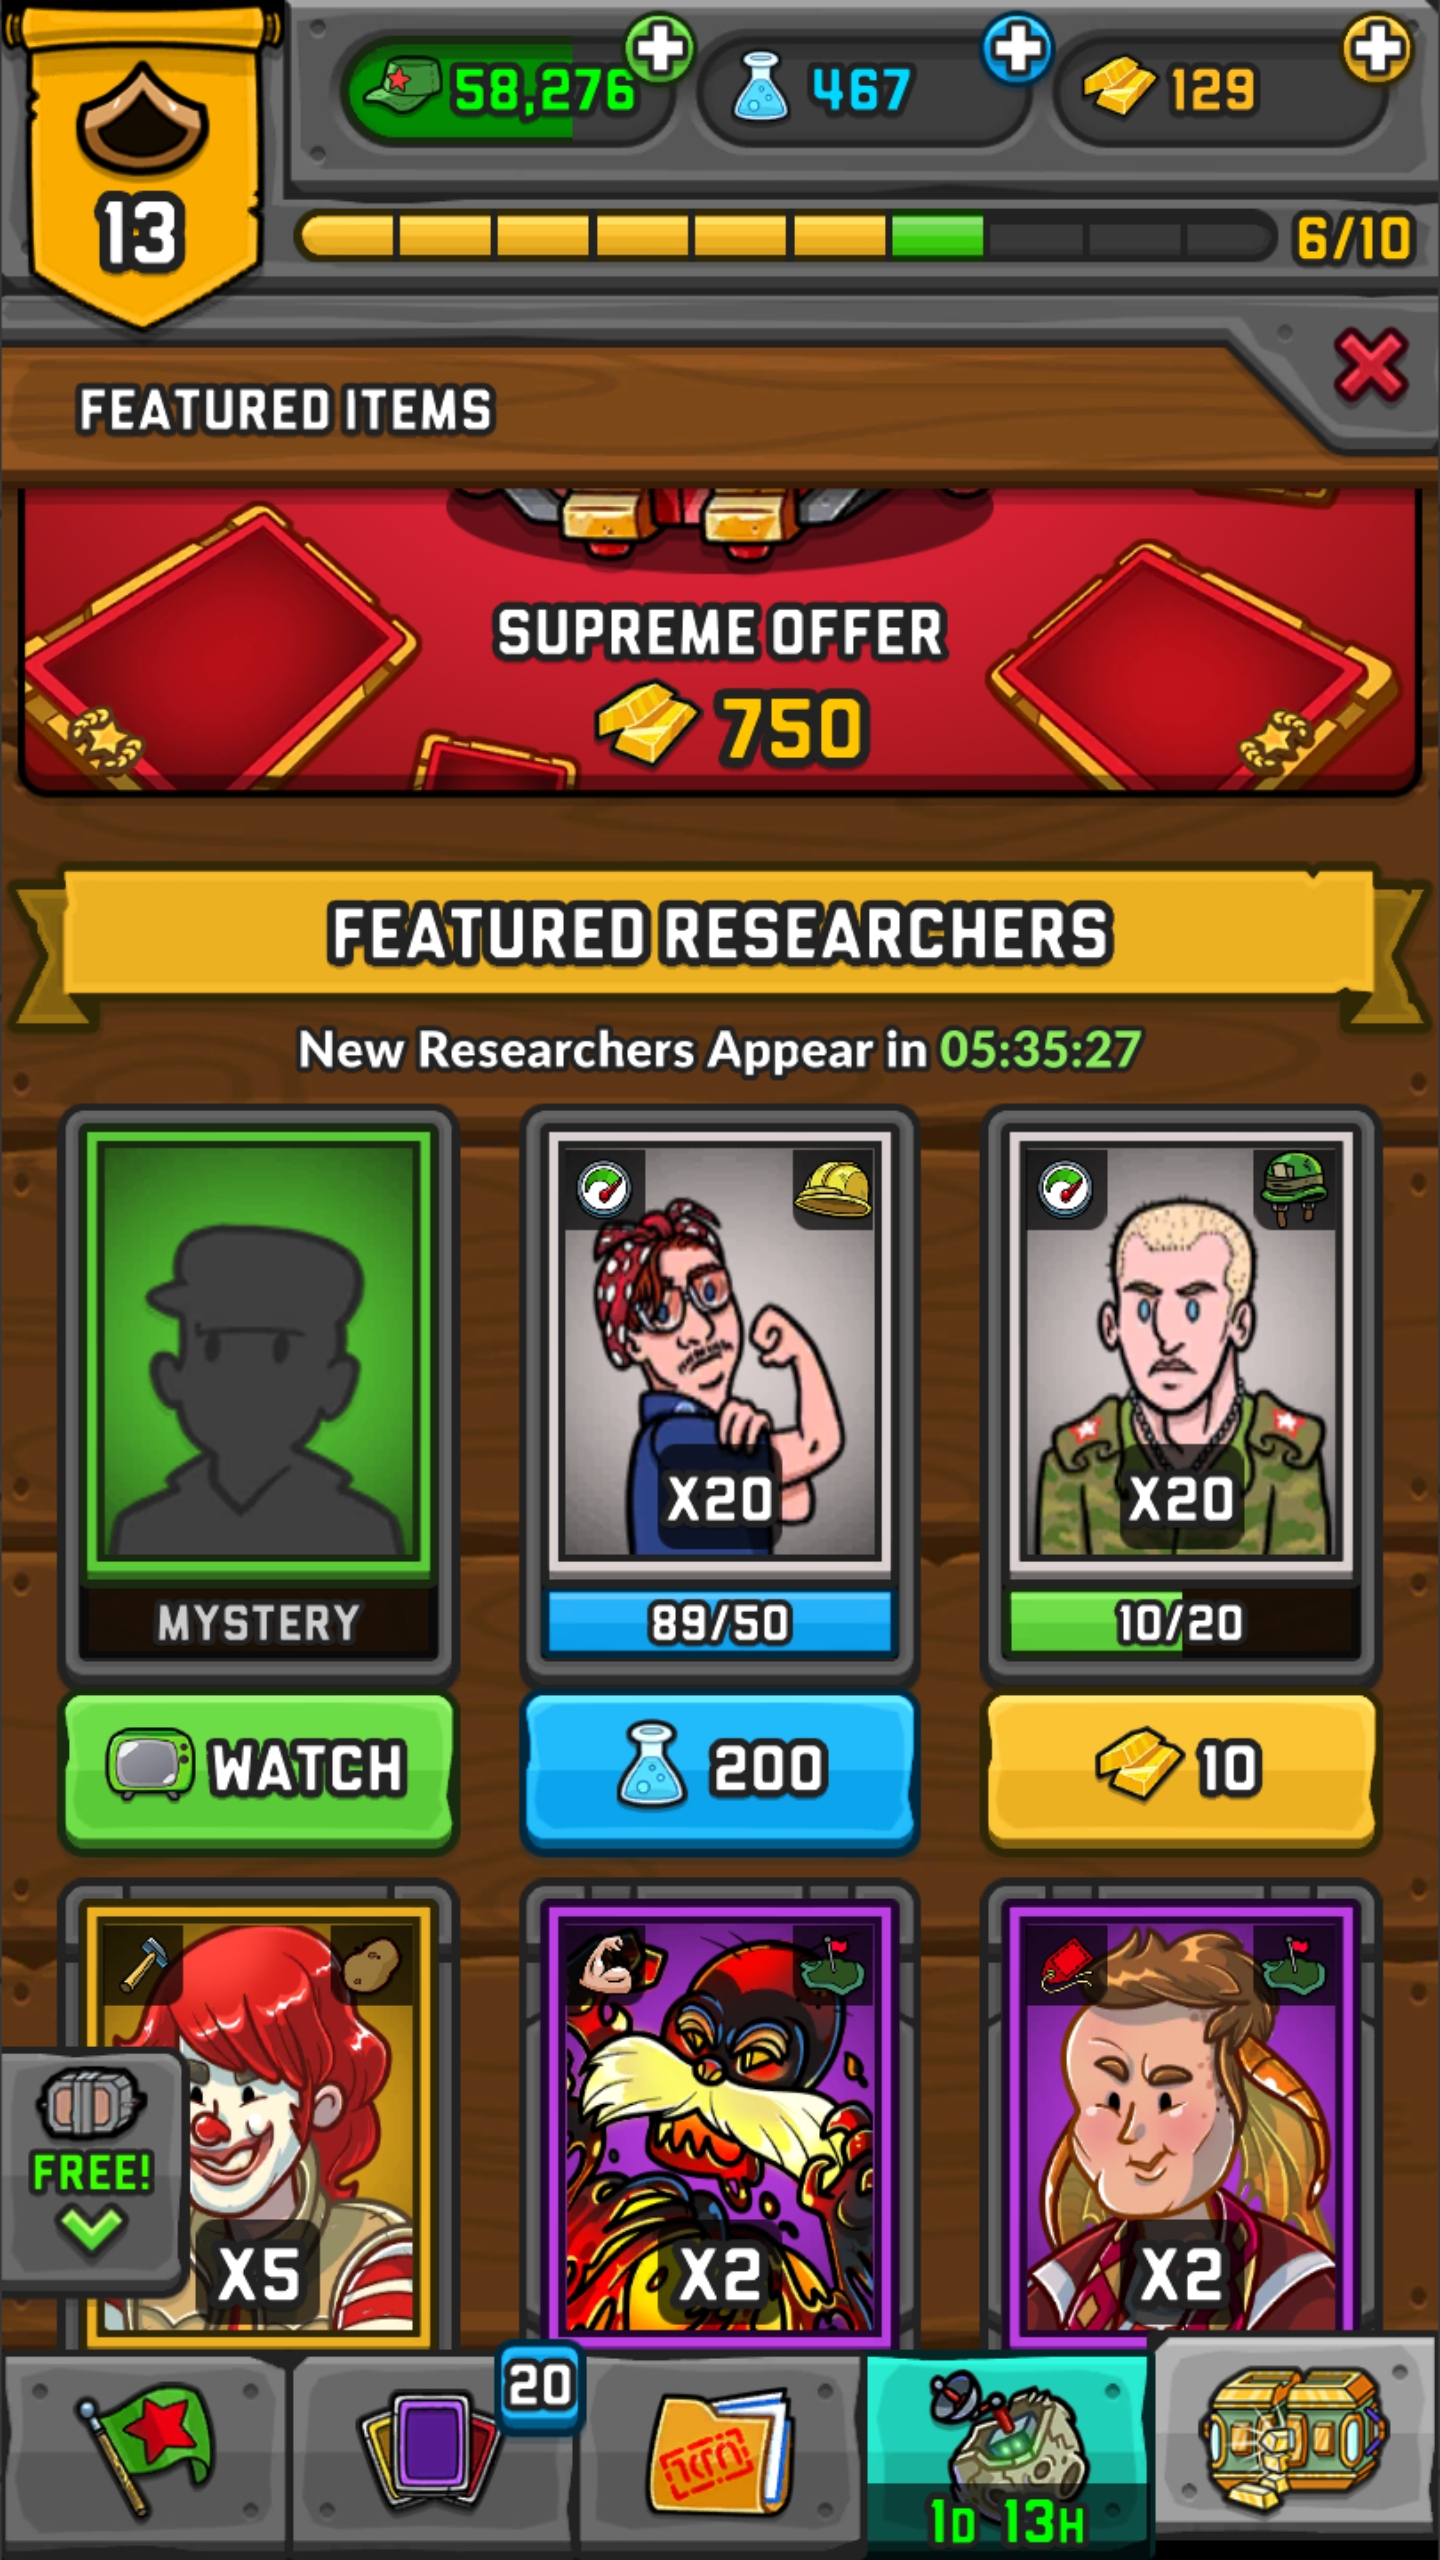 58,276
467
129
13
6/10
FEATURED ITEMS
SUPREME OFFER
750
FEATURED RESEARCHERS
New Researchers Appear in 05:35:27
X20
X20
MYSTERY
89/50
10/20
WATCH
200
10
FREE!
X5
X2
X2
20
1D 13H